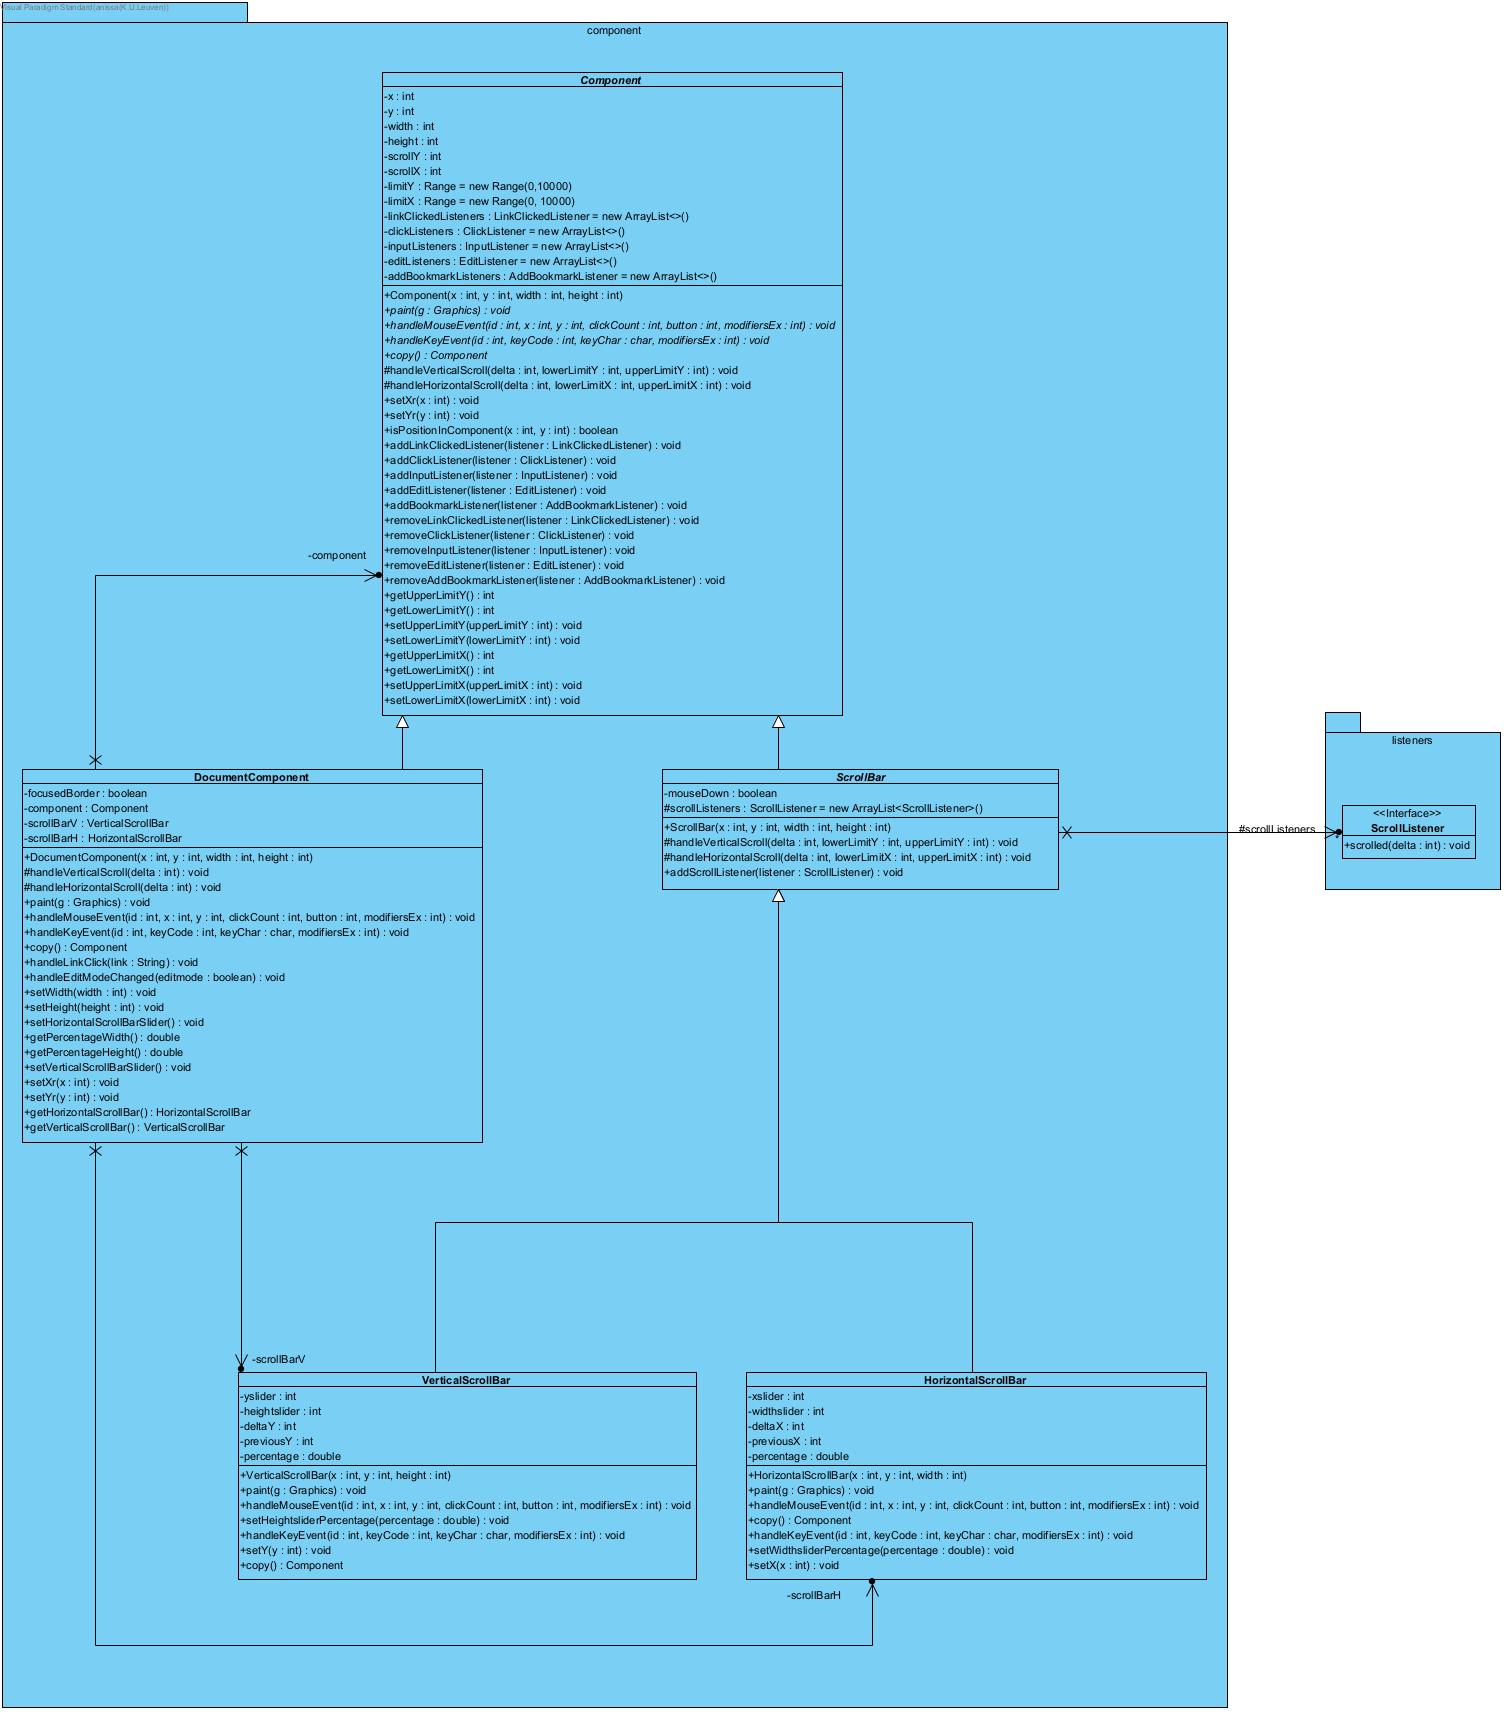 Visual Paradigm Standard(anissa(K.U.Leuven))
component
Component
-x : int
-y : int
-width : int
-height : int
-scrollY : int
-scrollX : int
-limitY : Range = new Range(0,10000)
-limitX : Range = new Range(0, 10000)
-linkClickedListeners : LinkClickedListener = new ArrayList<>()
-clickListeners : ClickListener = new ArrayList<>()
-inputListeners : InputListener = new ArrayList<>()
-editListeners : EditListener = new ArrayList<>()
-addBookmarkListeners : AddBookmarkListener = new ArrayList<>()
+Component(x : int, y : int, width : int, height : int)
+paint(g : Graphics) : void
+handleMouseEvent(id : int, x : int, y : int, clickCount : int, button : int, modifiersEx : int) : void
+handleKeyEvent(id : int, keyCode : int, keyChar : char, modifiersEx : int) : void
+copy() : Component
#handleVerticalScroll(delta : int, lowerLimitY : int, upperLimitY : int) : void
#handleHorizontalScroll(delta : int, lowerLimitX : int, upperLimitX : int) : void
+setXr(x : int) : void
+setYr(y : int) : void
+isPositionInComponent(x : int, y : int) : boolean
+addLinkClickedListener(listener : LinkClickedListener) : void
+addClickListener(listener : ClickListener) : void
+addInputListener(listener : InputListener) : void
+addEditListener(listener : EditListener) : void
+addBookmarkListener(listener : AddBookmarkListener) : void
+removeLinkClickedListener(listener : LinkClickedListener) : void
+removeClickListener(listener : ClickListener) : void
+removeInputListener(listener : InputListener) : void
+removeEditListener(listener : EditListener) : void
+removeAddBookmarkListener(listener : AddBookmarkListener) : void
+getUpperLimitY() : int
+getLowerLimitY() : int
+setUpperLimitY(upperLimitY : int) : void
+setLowerLimitY(lowerLimitY : int) : void
+getUpperLimitX() : int
+getLowerLimitX() : int
+setUpperLimitX(upperLimitX : int) : void
+setLowerLimitX(lowerLimitX : int) : void
-component
DocumentComponent
-focusedBorder : boolean
-component : Component
-scrollBarV : VerticalScrollBar
-scrollBarH : HorizontalScrollBar
+DocumentComponent(x : int, y : int, width : int, height : int)
#handleVerticalScroll(delta : int) : void
#handleHorizontalScroll(delta : int) : void
+paint(g : Graphics) : void
+handleMouseEvent(id : int, x : int, y : int, clickCount : int, button : int, modifiersEx : int) : void
+handleKeyEvent(id : int, keyCode : int, keyChar : char, modifiersEx : int) : void
+copy() : Component
+handleLinkClick(link : String) : void
+handleEditModeChanged(editmode : boolean) : void
+setWidth(width : int) : void
+setHeight(height : int) : void
+setHorizontalScrollBarSlider() : void
+getPercentageWidth() : double
+getPercentageHeight() : double
+setVerticalScrollBarSlider() : void
+setXr(x : int) : void
+setYr(y : int) : void
+getHorizontalScrollBar() : HorizontalScrollBar
+getVerticalScrollBar() : VerticalScrollBar
ScrollBar
-mouseDown : boolean
#scrollListeners : ScrollListener = new ArrayList<ScrollListener>()
+ScrollBar(x : int, y : int, width : int, height : int)
#handleVerticalScroll(delta : int, lowerLimitY : int, upperLimitY : int) : void
#handleHorizontalScroll(delta : int, lowerLimitX : int, upperLimitX : int) : void
+addScrollListener(listener : ScrollListener) : void
#scrollListeners
listeners
<<Interface>>
ScrollListener
+scrolled(delta : int) : void
-scrollBarV
VerticalScrollBar
-yslider : int
-heightslider : int
-deltaY : int
-previousY : int
-percentage : double
+VerticalScrollBar(x : int, y : int, height : int)
+paint(g : Graphics) : void
+handleMouseEvent(id : int, x : int, y : int, clickCount : int, button : int, modifiersEx : int) : void
+setHeightsliderPercentage(percentage : double) : void
+handleKeyEvent(id : int, keyCode : int, keyChar : char, modifiersEx : int) : void
+setY(y : int) : void
+copy() : Component
HorizontalScrollBar
-xslider : int
-widthslider : int
-deltaX : int
-previousX : int
-percentage : double
+HorizontalScrollBar(x : int, y : int, width : int)
+paint(g : Graphics) : void
+handleMouseEvent(id : int, x : int, y : int, clickCount : int, button : int, modifiersEx : int) : void
+copy() : Component
+handleKeyEvent(id : int, keyCode : int, keyChar : char, modifiersEx : int) : void
+setWidthsliderPercentage(percentage : double) : void
+setX(x : int) : void
-scrollBarH